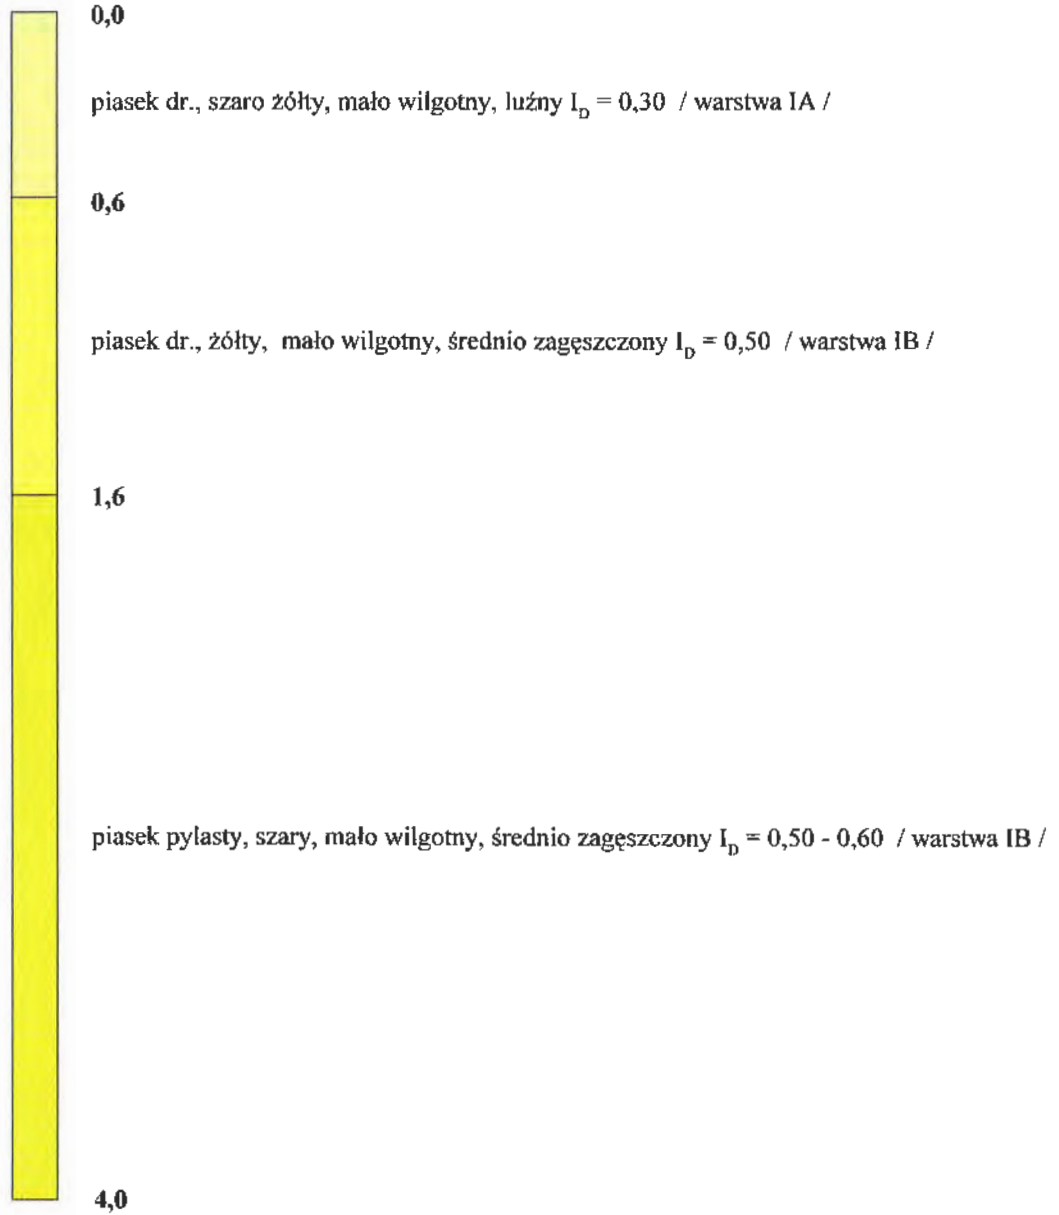 0,0
piasek dr., szaro żółty, mało wilgotny, luźny I_D = 0,30 / warstwa IA /
0,6
piasek dr., żółty, mało wilgotny, średnio zagęszczony I_D = 0,50 / warstwa IB /
1,6
piasek pylasty, szary, mało wilgotny, średnio zagęszczony I_D = 0,50 - 0,60 / warstwa IB /
4,0